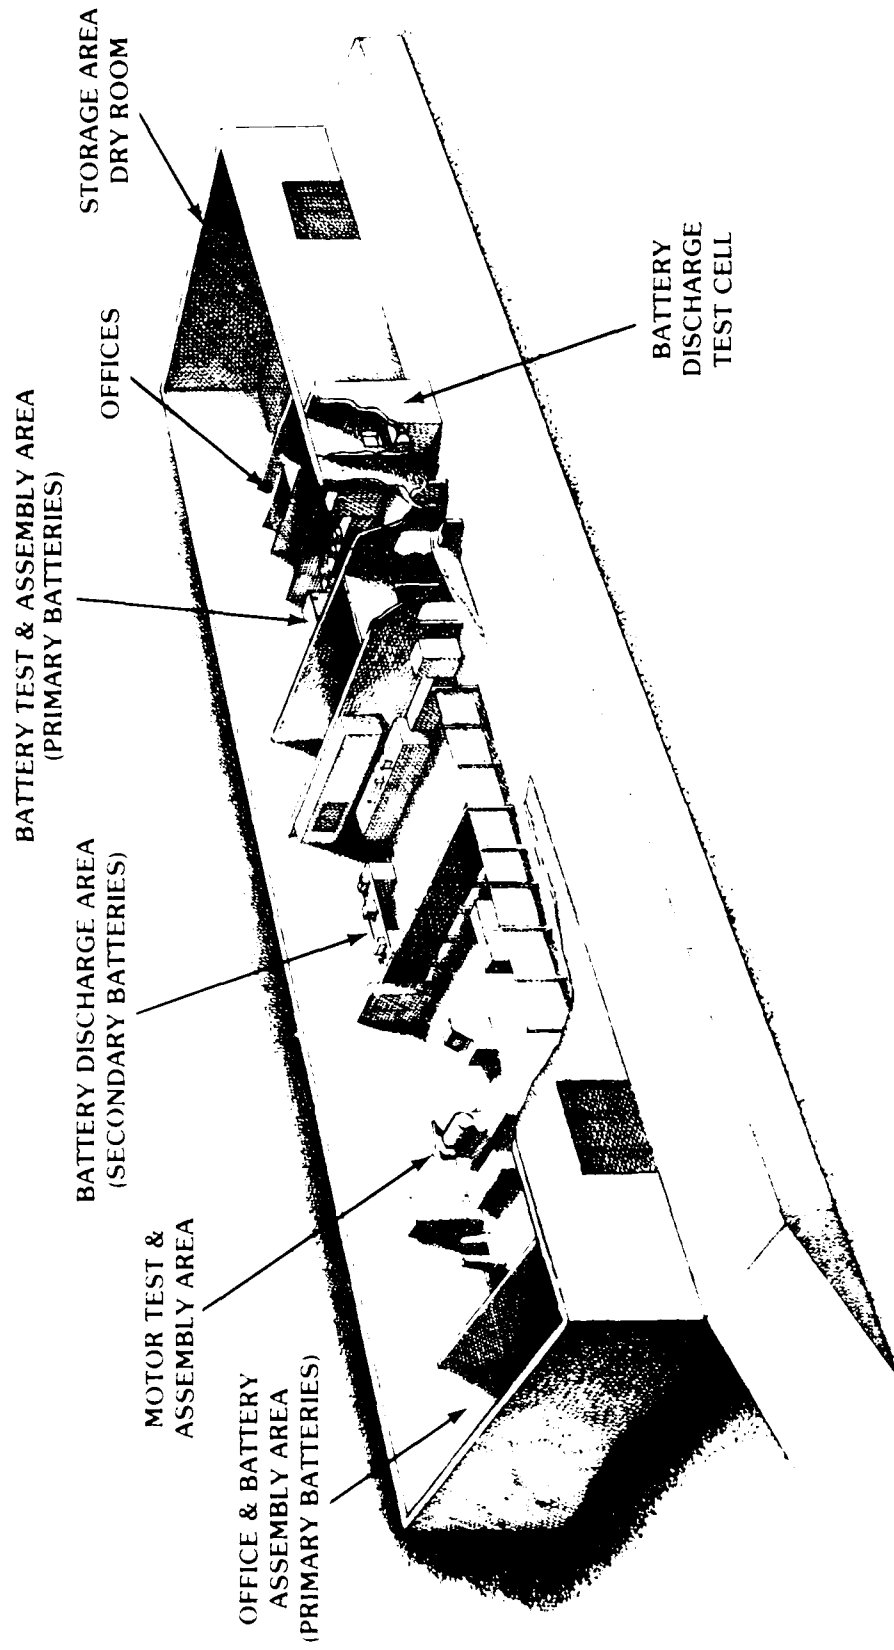 OFFICE & BATTERY
ASSEMBLY AREA
(PRIMARY BATTERIES)
MOTOR TEST &
ASSEMBLY AREA
BATTERY DISCHARGE AREA
(SECONDARY BATTERIES)
BATTERY TEST & ASSEMBLY AREA
(PRIMARY BATTERIES)
OFFICES
STORAGE AREA
DRY ROOM
BATTERY
DISCHARGE
TEST CELL